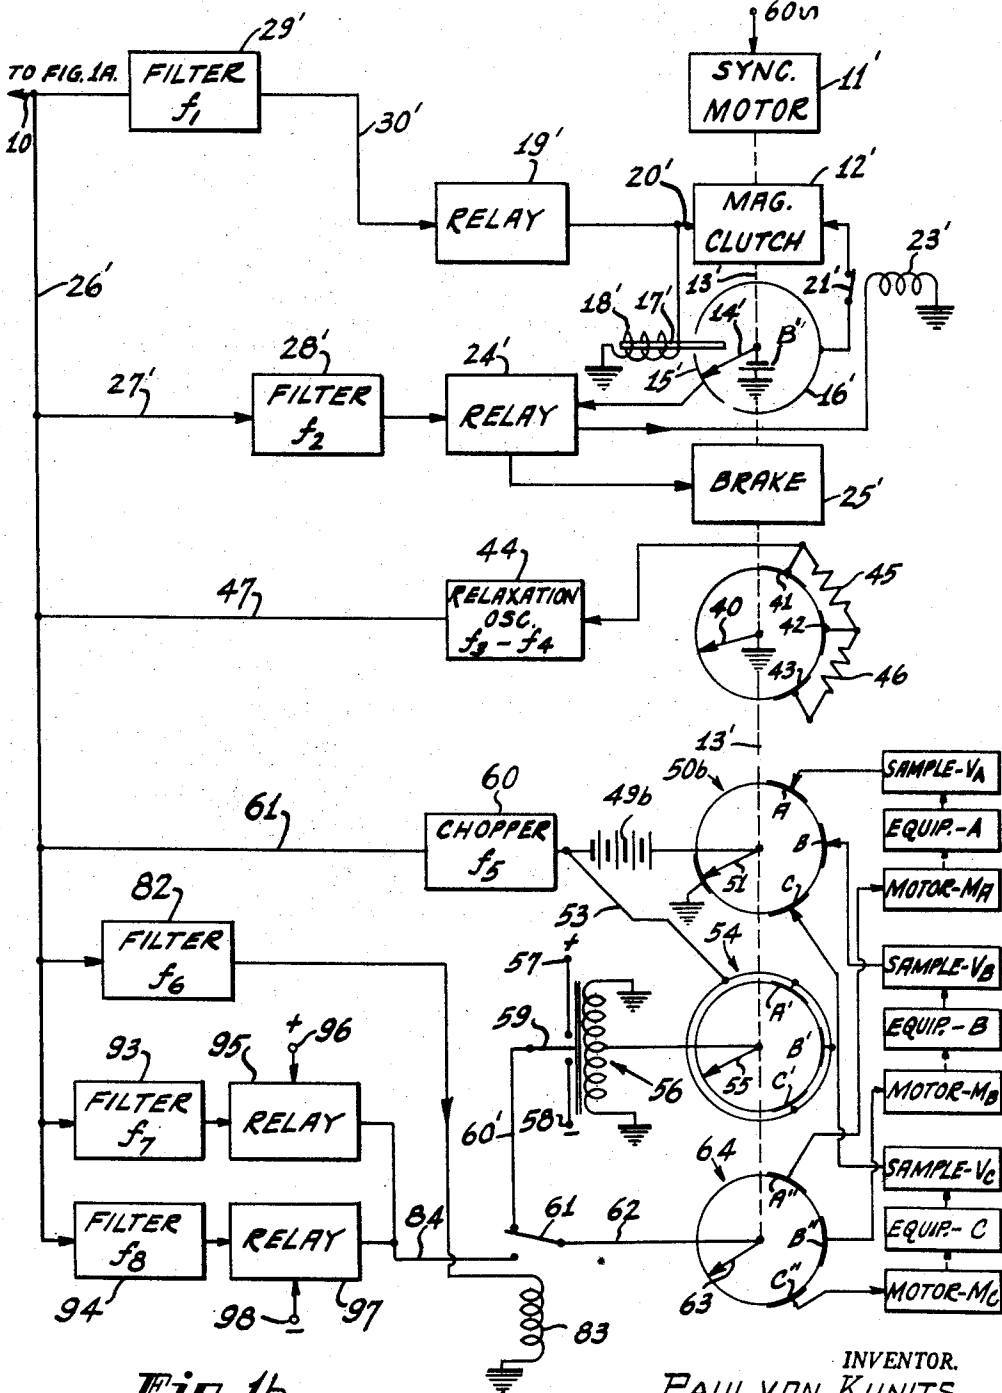 60~
29'
TO FIG.1A.
FILTER
f1
10
30'
SYNC.
MOTOR
11'
19'
RELAY
20'
12'
MAG.
CLUTCH
23'
13'
21'
26'
18'
17'
14'
B"
15'
16'
28'
24'
27'
FILTER
f2
RELAY
BRAKE
25'
44
47
RELAXATION
OSC.
f3 - f4
45
41
40
42
43
46
13'
50b
SAMPLE-VA
60
49b
A
EQUIP.-A
61
CHOPPER
f5
B
51
C
MOTOR-MA
82
53
54
FILTER
f6
+
57
SAMPLE-VB
A'
59
B'
EQUIP.-B
+
96
93
95
55
56
C'
MOTOR-MB
FILTER
f7
RELAY
60'
58
-
64
SAMPLE-VC
A"
FILTER
f8
RELAY
84
61
62
B"
EQUIP.-C
C"
63
MOTOR-MC
94
98
-
97
83
INVENTOR.
Fig. 1b
PAUL VON KUNITS